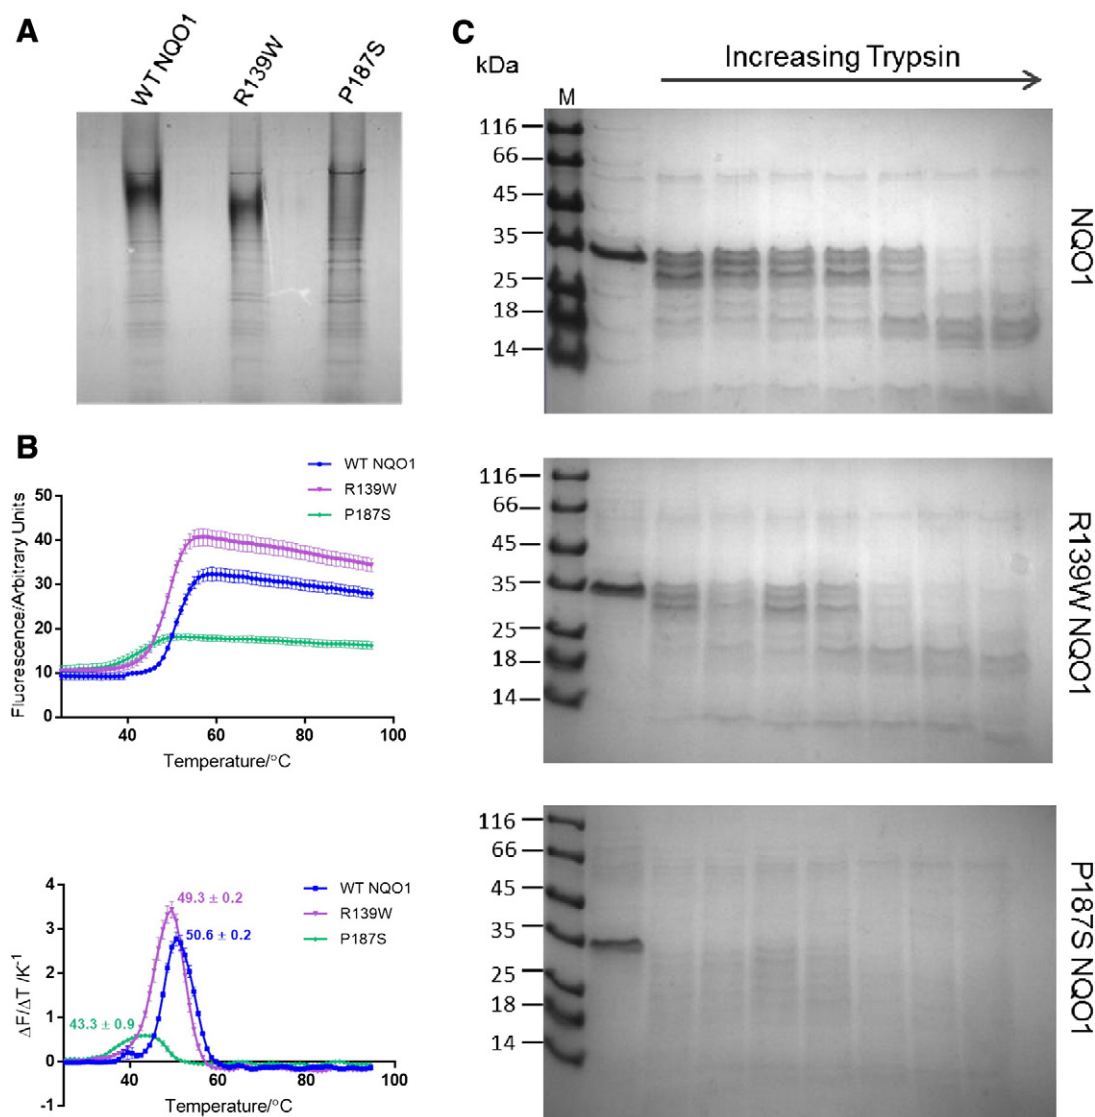 A
WT NQO1
R139W
P187S
B
WT NQO1
R139W
P187S
Fluorescence/Arbitrary Units
50
40
30
20
10
0
40
60
80
100
Temperature/°C
WT NQO1
R139W
P187S
ΔF/ΔT /K-1
4
3
2
1
0
-1
49.3 ± 0.2
50.6 ± 0.2
43.3 ± 0.9
40
60
80
100
Temperature/°C
C
kDa
Increasing Trypsin
M
116
66
45
35
25
18
14
NQO1
116
66
45
35
25
18
14
R139W NQO1
116
66
45
35
25
18
14
P187S NQO1